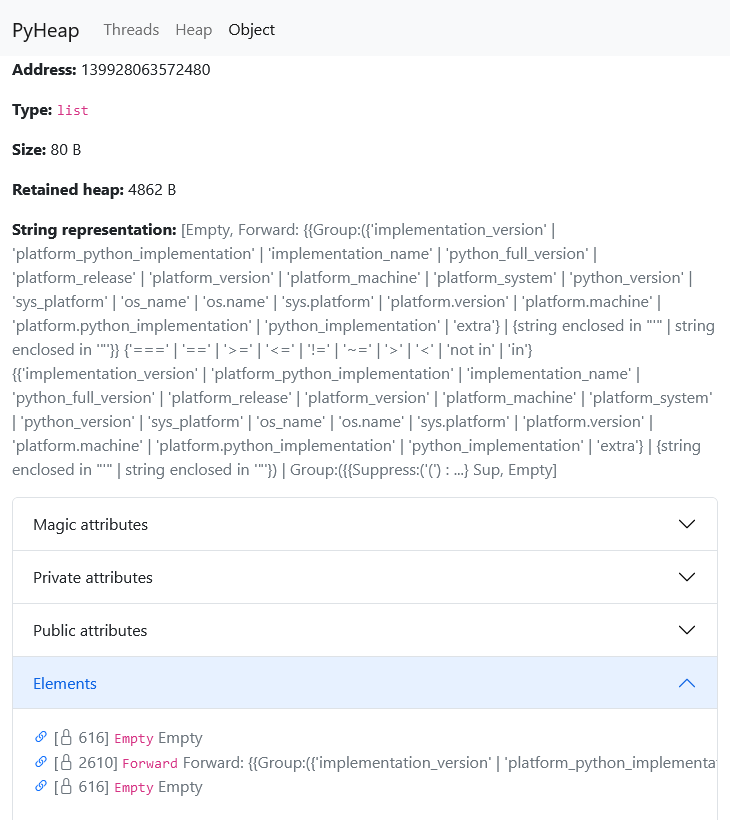 PyHeap Threads Heap Object
Address: 139928063572480
Type: list
Size: 80 B
Retained heap: 4862 B
String representation: [Empty, Forward: {{Group:({'implementation_version' |
'platform_python_implementation' | 'implementation_name' | 'python_full_version' |
'platform_release' | 'platform_version' | 'platform_machine' | 'platform_system' | 'python_version' |
'sys_platform' | 'os_name' | 'os.name' | 'sys.platform' | 'platform.version' | 'platform.machine' |
'platform.python_implementation' | 'python_implementation' | 'extra'} | {string enclosed in "'" | string
enclosed in '"'}} {'===' | '==' | '>=' | '<=' | '!=' | '~=' | '>' | '<' | 'not in' | 'in'}
{{'implementation_version' | 'platform_python_implementation' | 'implementation_name' |
'python_full_version' | 'platform_release' | 'platform_version' | 'platform_machine' | 'platform_system'
| 'python_version' | 'sys_platform' | 'os_name' | 'os.name' | 'sys.platform' | 'platform.version' |
'platform.machine' | 'platform.python_implementation' | 'python_implementation' | 'extra'} | {string
enclosed in "'" | string enclosed in '"'}) | Group:({{Suppress:('(') : ...} Sup, Empty]
Magic attributes
Private attributes
Public attributes
Elements
[ 616] Empty Empty
[ 2610] Forward Forward: {{Group:({'implementation_version' | 'platform_python_implementa
[ 616] Empty Empty